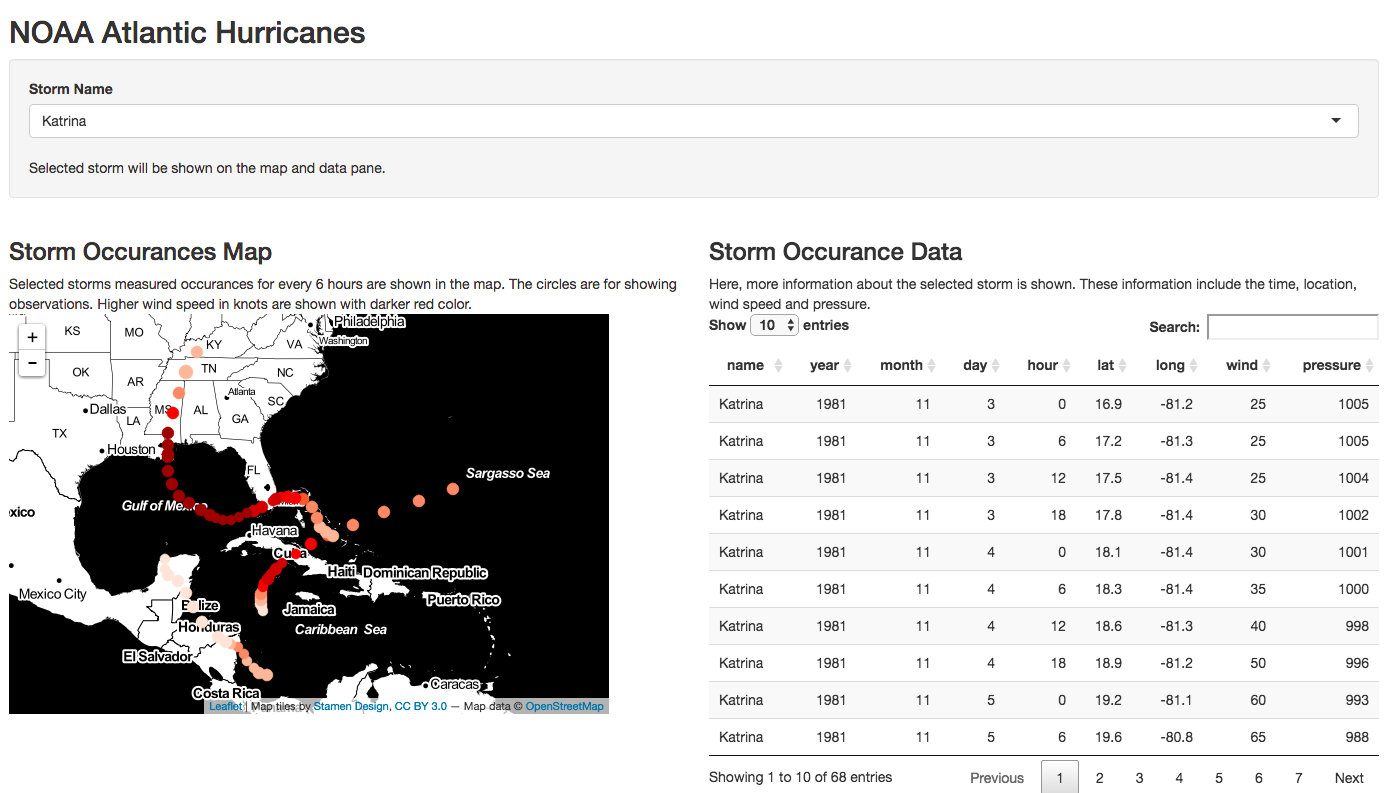 NOAA Atlantic Hurricanes
Storm Name
Katrina
Selected storm will be shown on the map and data pane.
Storm Occurances Map
Selected storms measured occurances for every 6 hours are shown in the map. The circles are for showing
observations. Higher wind speed in knots are shown with darker red color.
+
−
KS
MO
KY
VA
Philadelphia
Washington
OK
AR
TN
NC
Dallas
MS
AL
Atlanta
GA
SC
TX
LA
Houston
FL
Sargasso Sea
Gulf of Mexico
Havana
Cuba
Mexico City
Haiti
Dominican Republic
Puerto Rico
Jamaica
Belize
Honduras
Caribbean Sea
El Salvador
Costa Rica
Caracas
Leaflet | Map tiles by Stamen Design, CC BY 3.0 — Map data © OpenStreetMap
Storm Occurance Data
Here, more information about the selected storm is shown. These information include the time, location,
wind speed and pressure.
Show 10 entries Search:
name year month day hour lat long wind pressure
Katrina 1981 11 3 0 16.9 -81.2 25 1005
Katrina 1981 11 3 6 17.2 -81.3 25 1005
Katrina 1981 11 3 12 17.5 -81.4 25 1004
Katrina 1981 11 3 18 17.8 -81.4 30 1002
Katrina 1981 11 4 0 18.1 -81.4 30 1001
Katrina 1981 11 4 6 18.3 -81.4 35 1000
Katrina 1981 11 4 12 18.6 -81.3 40 998
Katrina 1981 11 4 18 18.9 -81.2 50 996
Katrina 1981 11 5 0 19.2 -81.1 60 993
Katrina 1981 11 5 6 19.6 -80.8 65 988
Showing 1 to 10 of 68 entries Previous 1 2 3 4 5 6 7 Next